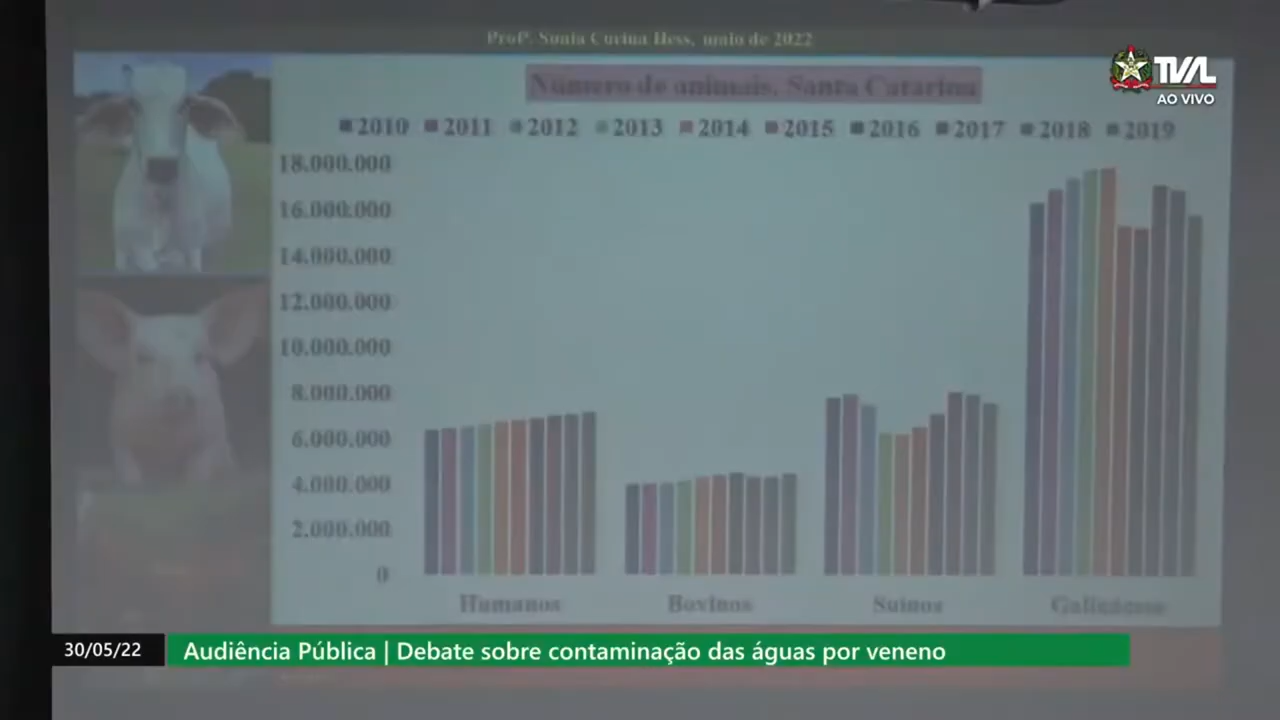 Profª. Sonia Corina Hess, maio de 2022
TVAL
AO VIVO
Número de animais, Santa Catarina
2010 2011 2012 2013 2014 2015 2016 2017 2018 2019
18.000.000
16.000.000
14.000.000
12.000.000
10.000.000
8.000.000
6.000.000
4.000.000
2.000.000
0
Humanos Bovinos Suínos Galináceos
30/05/22 Audiência Pública | Debate sobre contaminação das águas por veneno